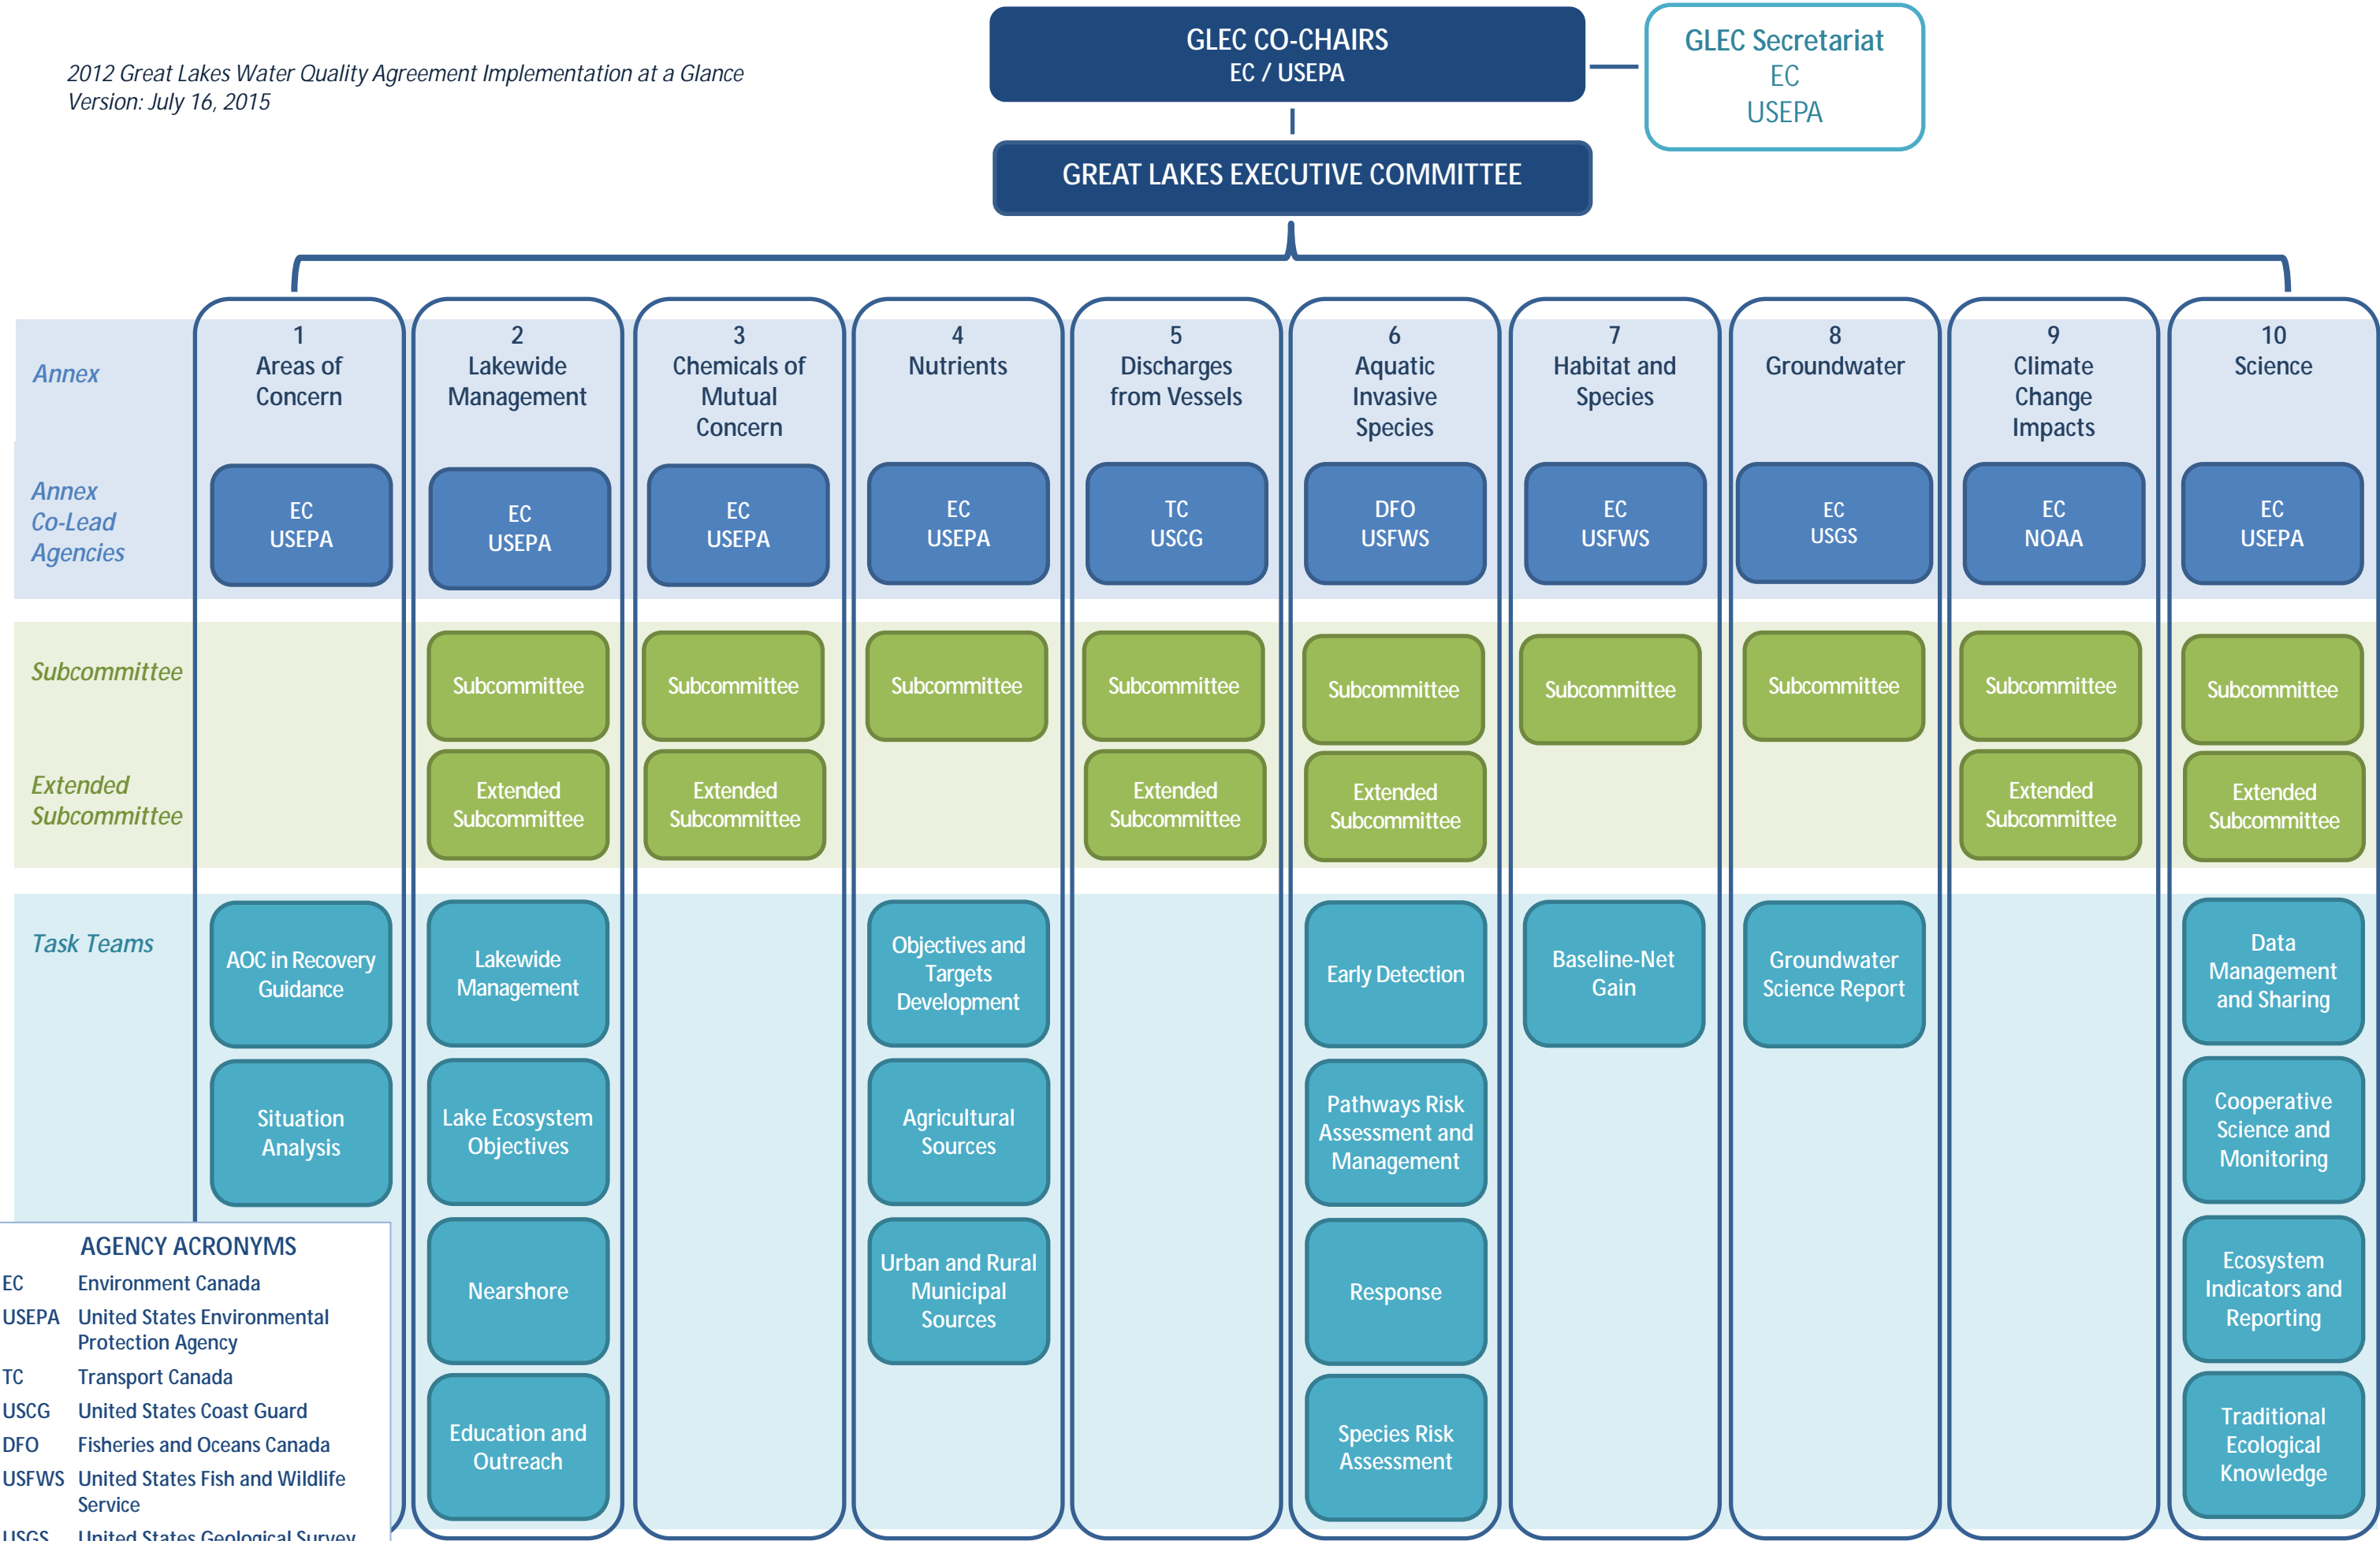 2012 Great Lakes Water Quality Agreement Implementation at a Glance
Version: July 16, 2015
GLEC CO-CHAIRS
EC / USEPA
GLEC Secretariat
EC
USEPA
GREAT LAKES EXECUTIVE COMMITTEE
Annex
1
Areas of
Concern
2
Lakewide
Management
3
Chemicals of
Mutual
Concern
4
Nutrients
5
Discharges
from Vessels
6
Aquatic
Invasive
Species
7
Habitat and
Species
8
Groundwater
9
Climate
Change
Impacts
10
Science
Annex
Co-Lead
Agencies
EC
USEPA
EC
USEPA
EC
USEPA
EC
USEPA
TC
USCG
DFO
USFWS
EC
USFWS
EC
USGS
EC
NOAA
EC
USEPA
Subcommittee
Subcommittee
Subcommittee
Subcommittee
Subcommittee
Subcommittee
Subcommittee
Subcommittee
Subcommittee
Subcommittee
Extended
Subcommittee
Extended
Subcommittee
Extended
Subcommittee
Extended
Subcommittee
Extended
Subcommittee
Extended
Subcommittee
Extended
Subcommittee
Task Teams
AOC in Recovery
Guidance
Lakewide
Management
Objectives and
Targets
Development
Early Detection
Baseline-Net
Gain
Groundwater
Science Report
Data
Management
and Sharing
Situation
Analysis
Lake Ecosystem
Objectives
Agricultural
Sources
Pathways Risk
Assessment and
Management
Cooperative
Science and
Monitoring
Nearshore
Urban and Rural
Municipal
Sources
Response
Ecosystem
Indicators and
Reporting
Education and
Outreach
Species Risk
Assessment
Traditional
Ecological
Knowledge
AGENCY ACRONYMS
EC Environment Canada
USEPA United States Environmental
Protection Agency
TC Transport Canada
USCG United States Coast Guard
DFO Fisheries and Oceans Canada
USFWS United States Fish and Wildlife
Service
USGS United States Geological Survey